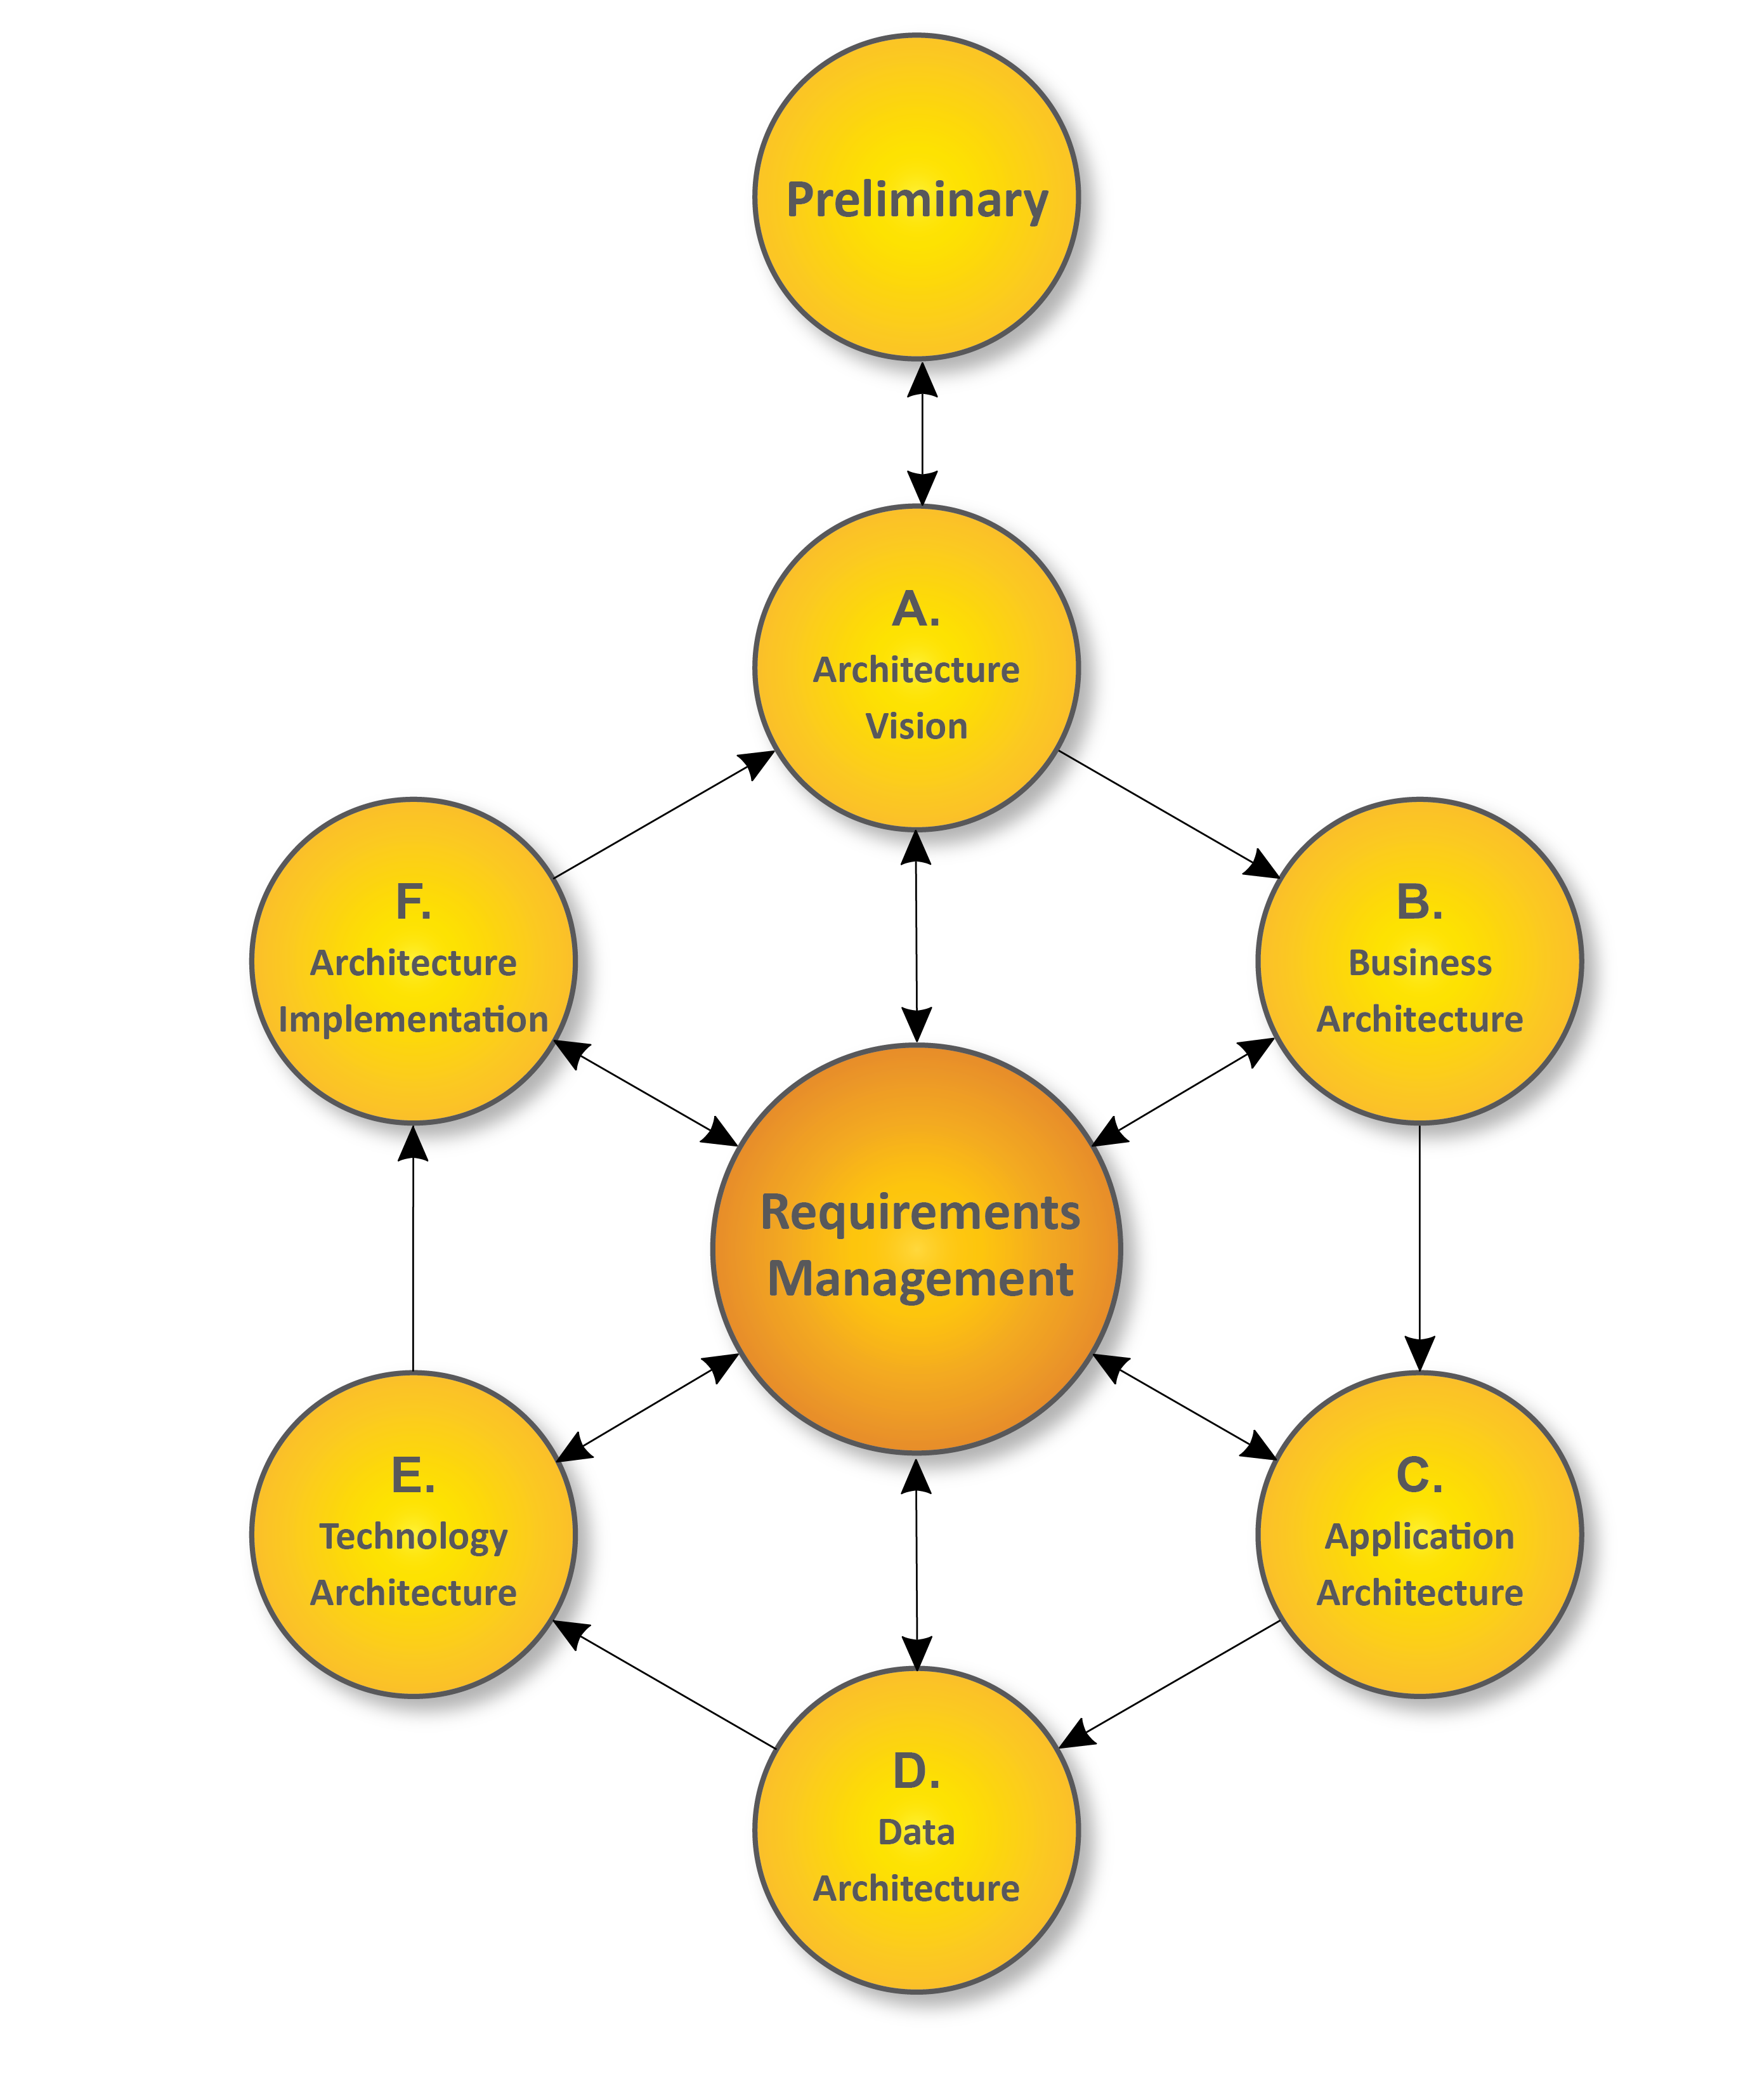 Preliminary
A.
Architecture
Vision
B.
Business
Architecture
C.
Application
Architecture
D.
Data
Architecture
E.
Technology
Architecture
F.
Architecture
Implementation
Requirements
Management